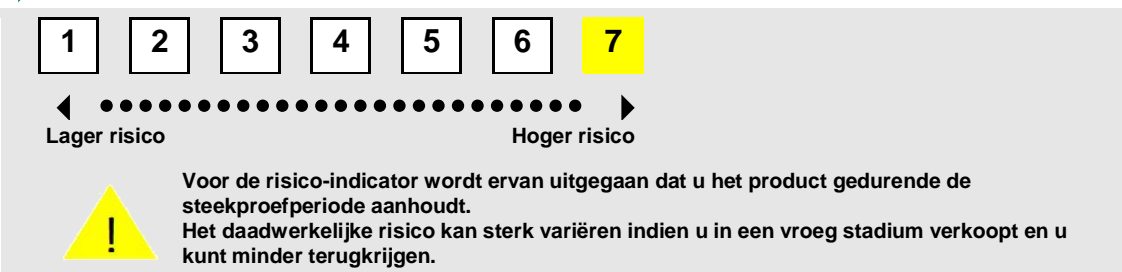 1 2 3 4 5 6 7
Lager risico Hoger risico
Voor de risico-indicator wordt ervan uitgegaan dat u het product gedurende de
steekproefperiode aanhoudt.
! Het daadwerkelijke risico kan sterk variëren indien u in een vroeg stadium verkoopt en u
kunt minder terugkrijgen.